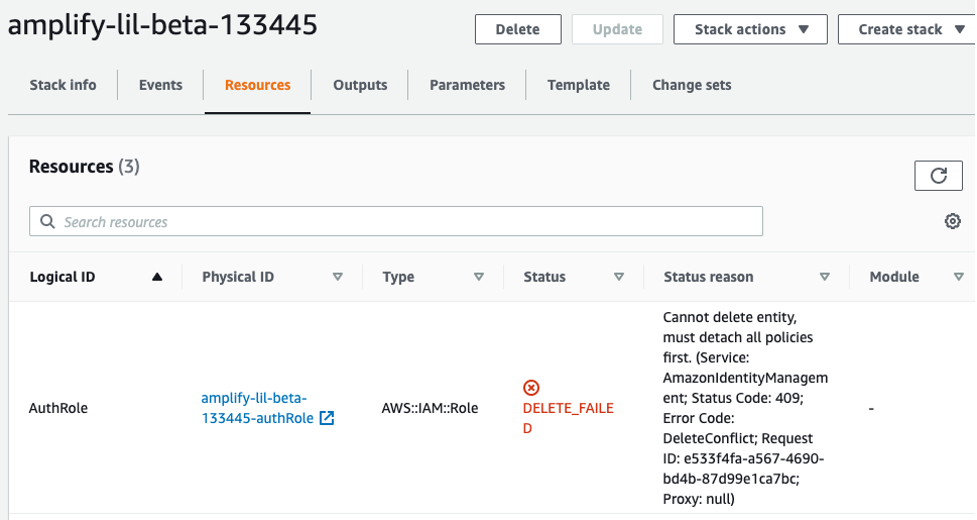 amplify-lil-beta-133445
Delete
Update
Stack actions
Create stack
Stack info
Events
Resources
Outputs
Parameters
Template
Change sets
Resources (3)
Search resources
Logical ID
Physical ID
Type
Status
Status reason
Module
AuthRole
amplify-lil-beta-
133445-authRole
AWS::IAM::Role
DELETE_FAILE
D
Cannot delete entity,
must detach all policies
first. (Service:
AmazonIdentityManagem
ent; Status Code: 409;
Error Code:
DeleteConflict; Request
ID: e533f4fa-a567-4690-
bd4b-87d99e1ca7bc;
Proxy: null)
-